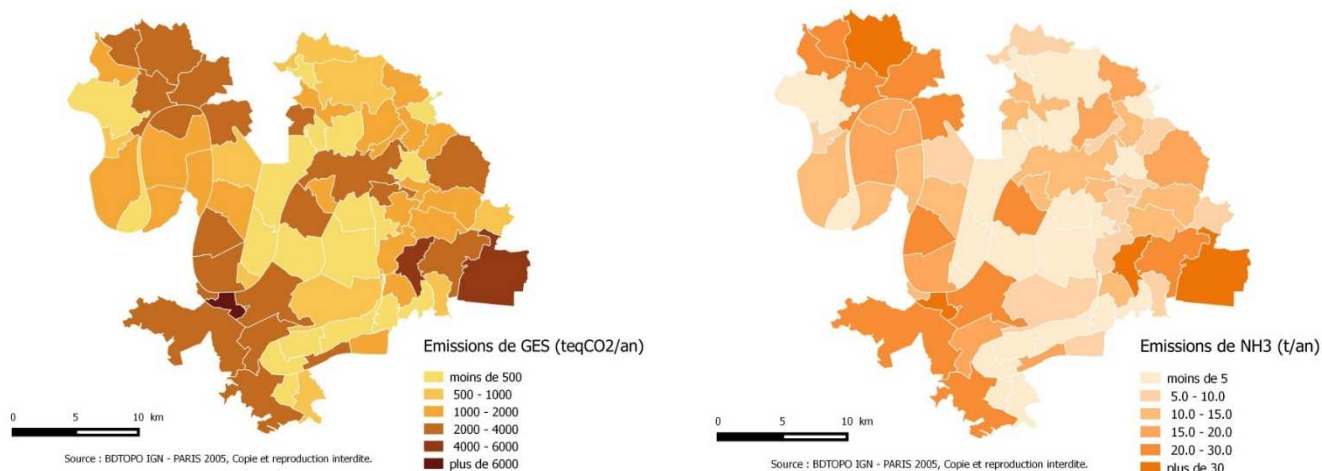 Emissions de GES (teqCO2/an)
moins de 500
500 - 1000
1000 - 2000
2000 - 4000
4000 - 6000
plus de 6000
0 5 10 km
Source : BDTOPO IGN - PARIS 2005, Copie et reproduction interdite.
Emissions de NH3 (t/an)
moins de 5
5.0 - 10.0
10.0 - 15.0
15.0 - 20.0
20.0 - 30.0
plus de 30
0 5 10 km
Source : BDTOPO IGN - PARIS 2005, Copie et reproduction interdite.